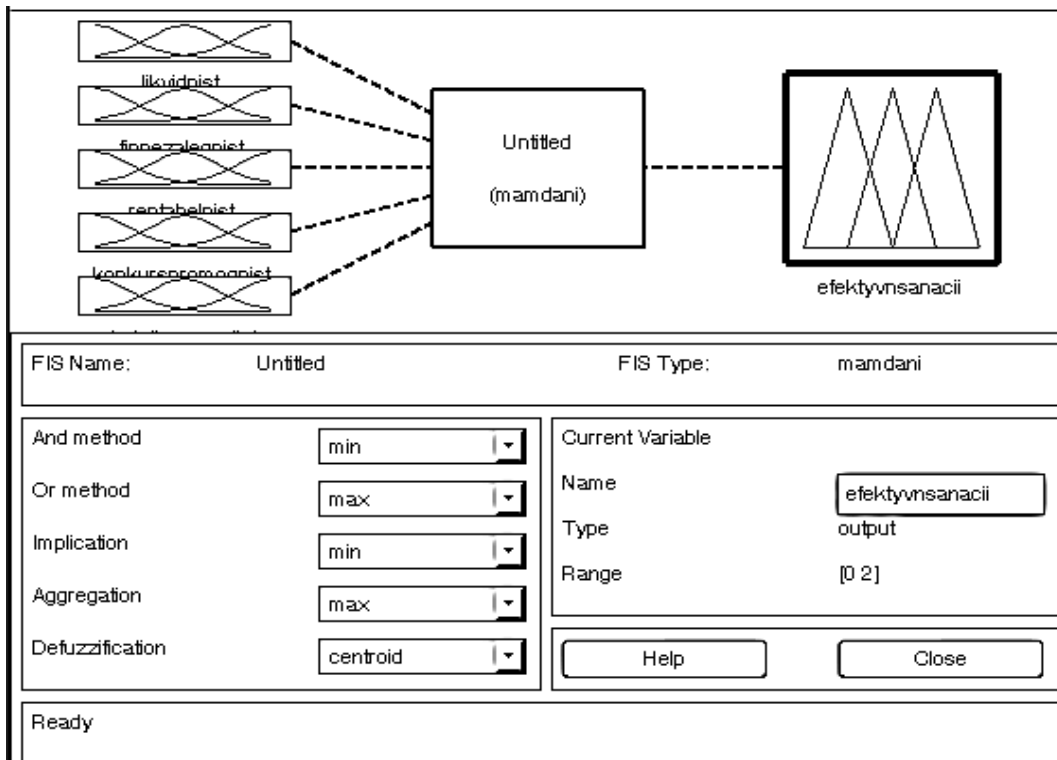 likvidnist
finnezalegnist
rentabelnist
konkurspromognist
Untitled
(mamdani)
efektyvnsanacii
FIS Name: Untitled FIS Type: mamdani
And method min
Or method max
Implication min
Aggregation max
Defuzzification centroid
Current Variable
Name efektyvnsanacii
Type output
Range [0 2]
Help Close
Ready